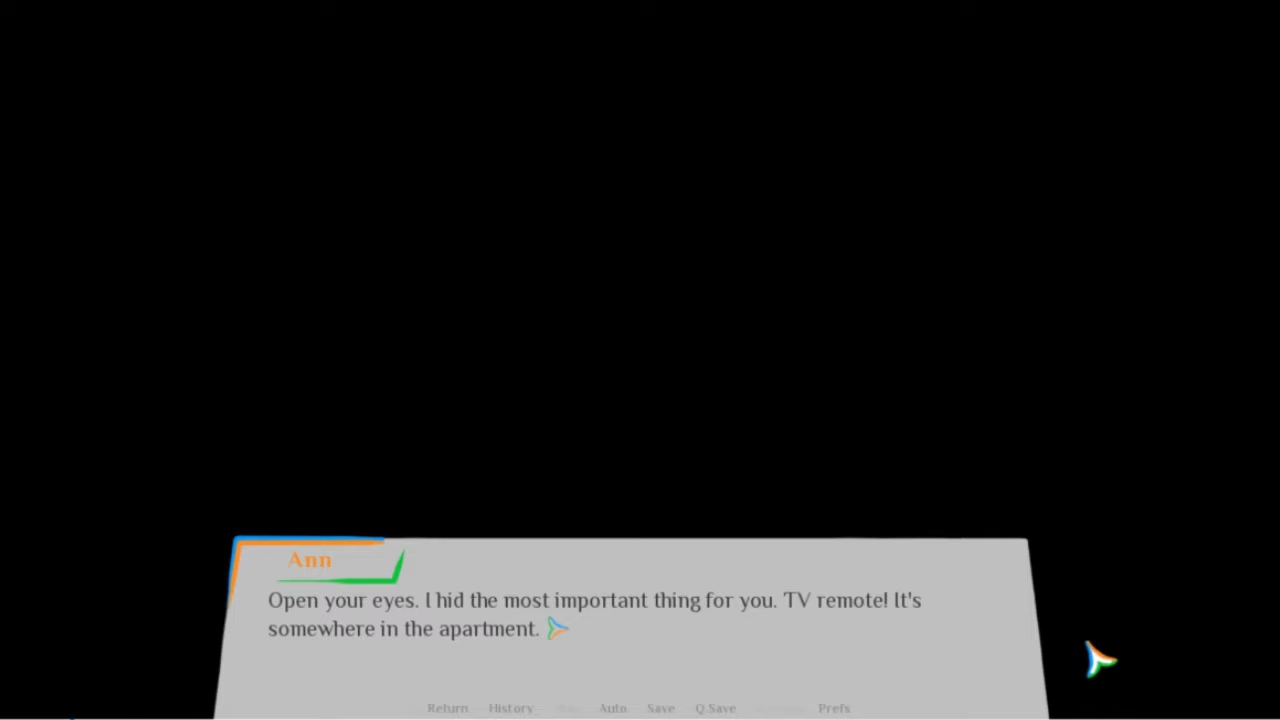 Ann
Open your eyes. I hid the most important thing for you. TV remote! It's
somewhere in the apartment.
Return History Auto Save Q.Save Prefs